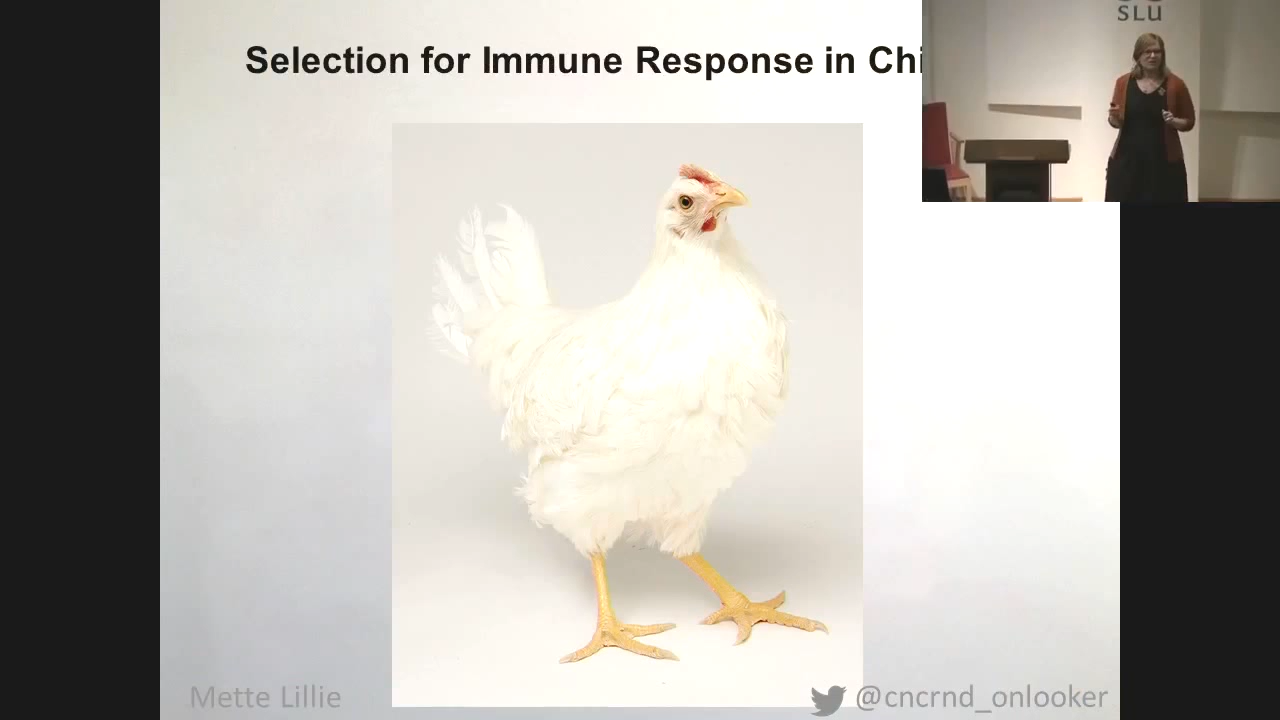 Selection for Immune Response in Chi
SLU
Mette Lillie
@cncrnd_onlooker